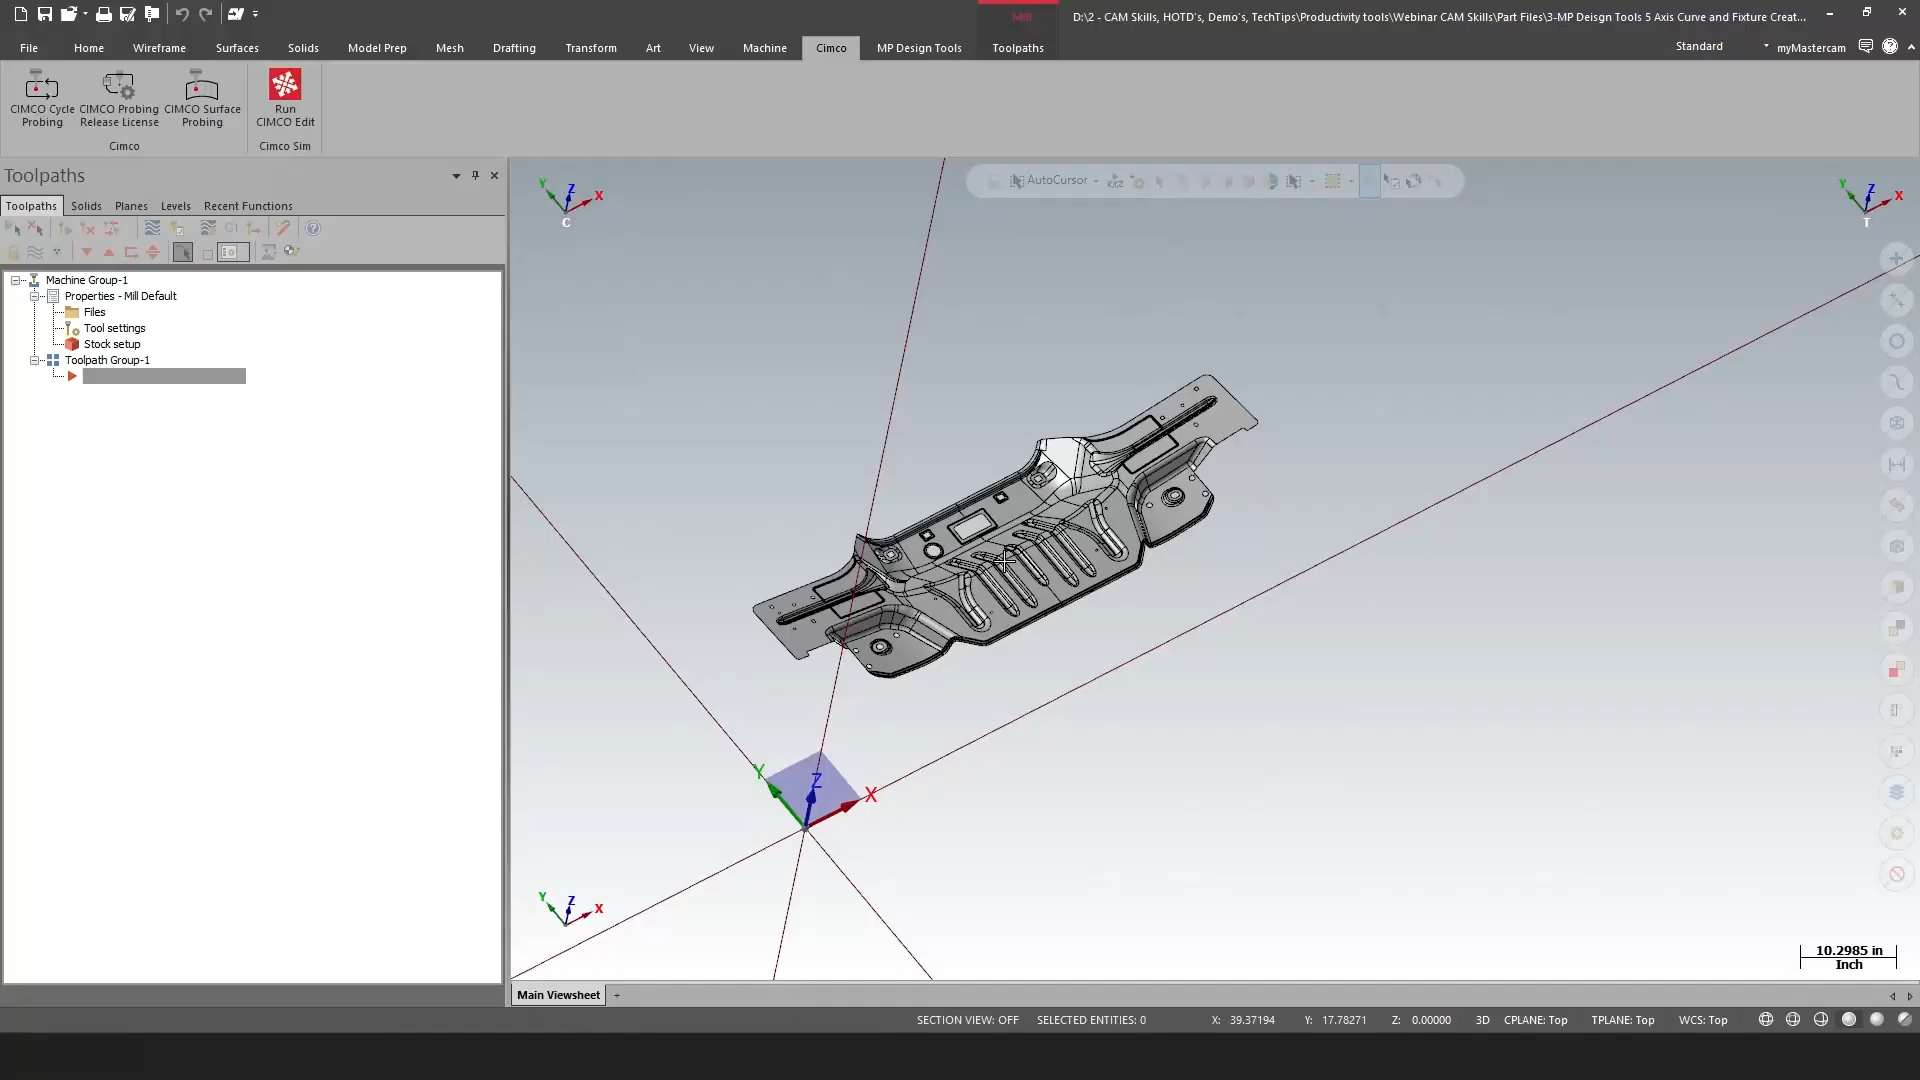 Mill
D:\2 - CAM Skills, HOTD's, Demo's, TechTips\Productivity tools\Webinar CAM Skills\Part Files\3-MP Deisgn Tools 5 Axis Curve and Fixture Creat...
File Home Wireframe Surfaces Solids Model Prep Mesh Drafting Transform Art View Machine Cimco MP Design Tools Toolpaths Standard myMastercam
CIMCO Cycle Probing
CIMCO Probing Release License
CIMCO Surface Probing
Run CIMCO Edit
Cimco
Cimco Sim
Toolpaths
Toolpaths Solids Planes Levels Recent Functions
Machine Group-1
Properties - Mill Default
Files
Tool settings
Stock setup
Toolpath Group-1
AutoCursor
Y Z X
C
Y Z X
T
Y Z X
Y Z X
10.2985 in
Inch
Main Viewsheet +
SECTION VIEW: OFF SELECTED ENTITIES: 0 X: 39.37194 Y: 17.78271 Z: 0.00000 3D CPLANE: Top TPLANE: Top WCS: Top